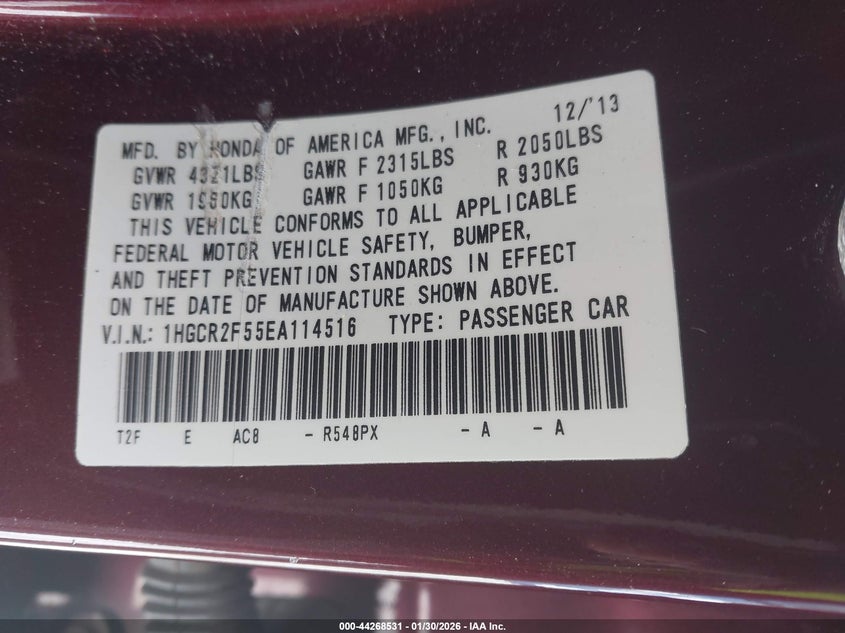 12/'13
MFD. BY HONDA OF AMERICA MFG., INC.
GVWR 4321LBS GAWR F 2315LBS R 2050LBS
GVWR 1960KG GAWR F 1050KG R 930KG
THIS VEHICLE CONFORMS TO ALL APPLICABLE
FEDERAL MOTOR VEHICLE SAFETY, BUMPER,
AND THEFT PREVENTION STANDARDS IN EFFECT
ON THE DATE OF MANUFACTURE SHOWN ABOVE.
V.I.N.: 1HGCR2F55EA114516 TYPE: PASSENGER CAR
T2F E AC8 - R548PX - A - A
000-44268531 - 01/30/2026 - IAA Inc.